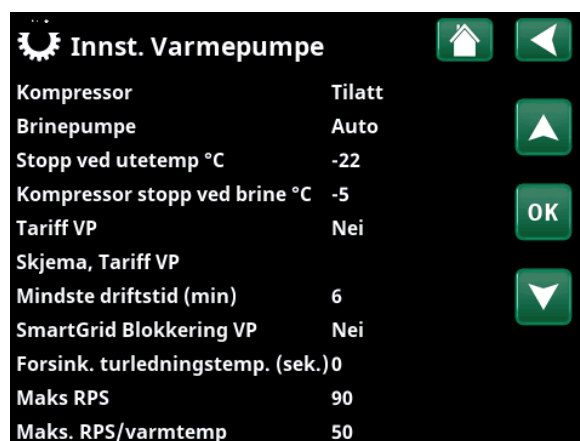 Innst. Varmepumpe
Kompressor Tilatt
Brinepumpe Auto
Stopp ved utetemp °C -22
Kompressor stopp ved brine °C -5
OK
Tariff VP Nei
Skjema, Tariff VP
Mindste driftstid (min) 6
SmartGrid Blokkering VP Nei
Forsink. turledningstemp. (sek.) 0
Maks RPS 90
Maks. RPS/varmtemp 50